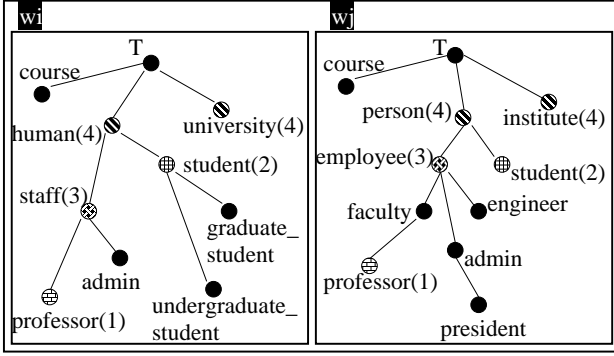 wi
T
course
university(4)
human(4)
student(2)
staff(3)
graduate_
student
admin
professor(1)
undergraduate_
student
wj
T
course
person(4)
institute(4)
employee(3)
student(2)
faculty
engineer
professor(1)
admin
president